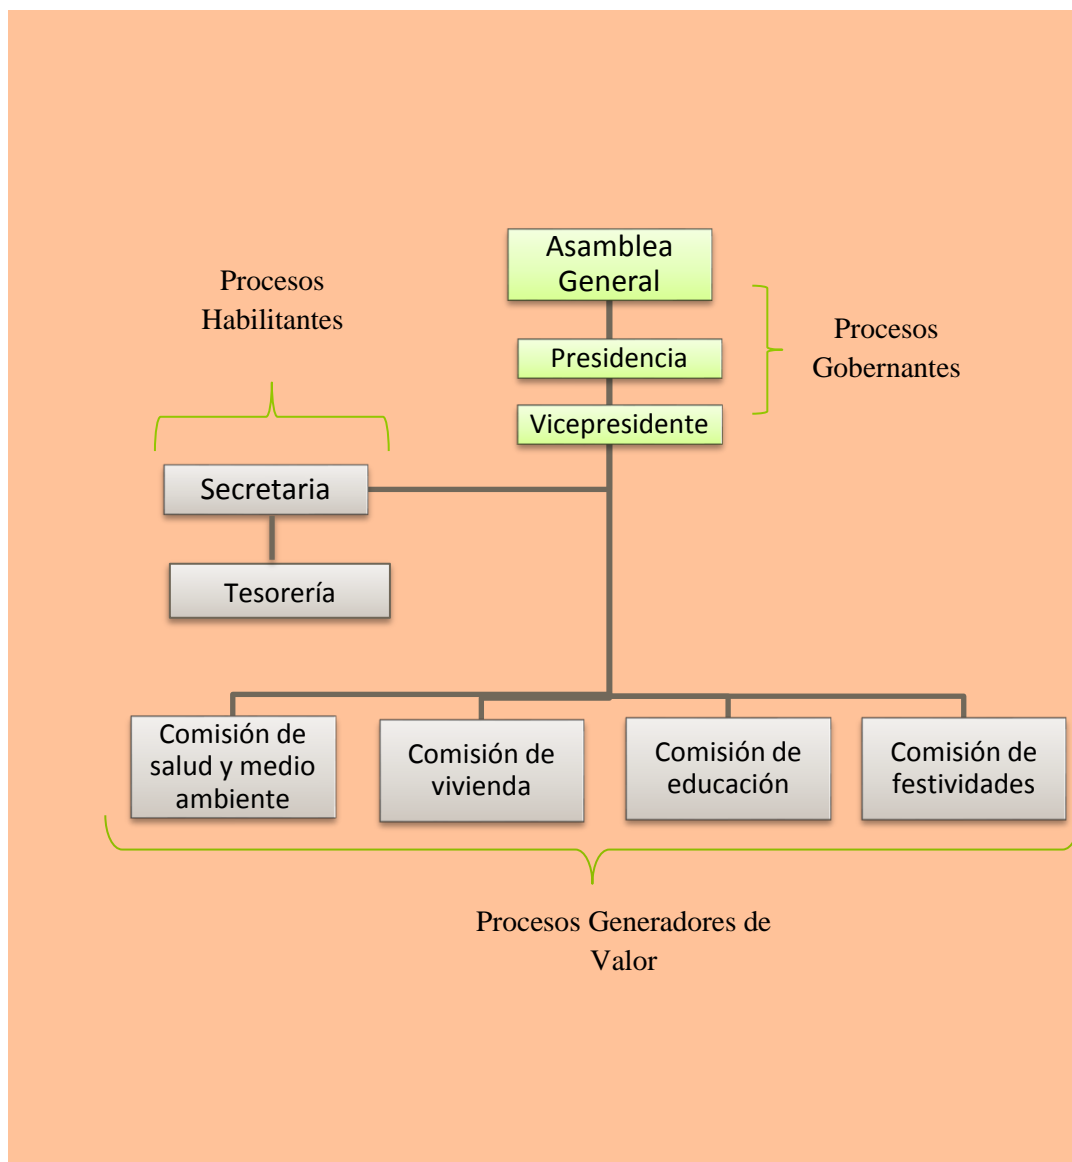 Asamblea
General
Procesos
Habilitantes
Procesos
Gobernantes
Presidencia
Vicepresidente
Secretaria
Tesorería
Comisión de
salud y medio
ambiente
Comisión de
vivienda
Comisión de
educación
Comisión de
festividades
Procesos Generadores de
Valor